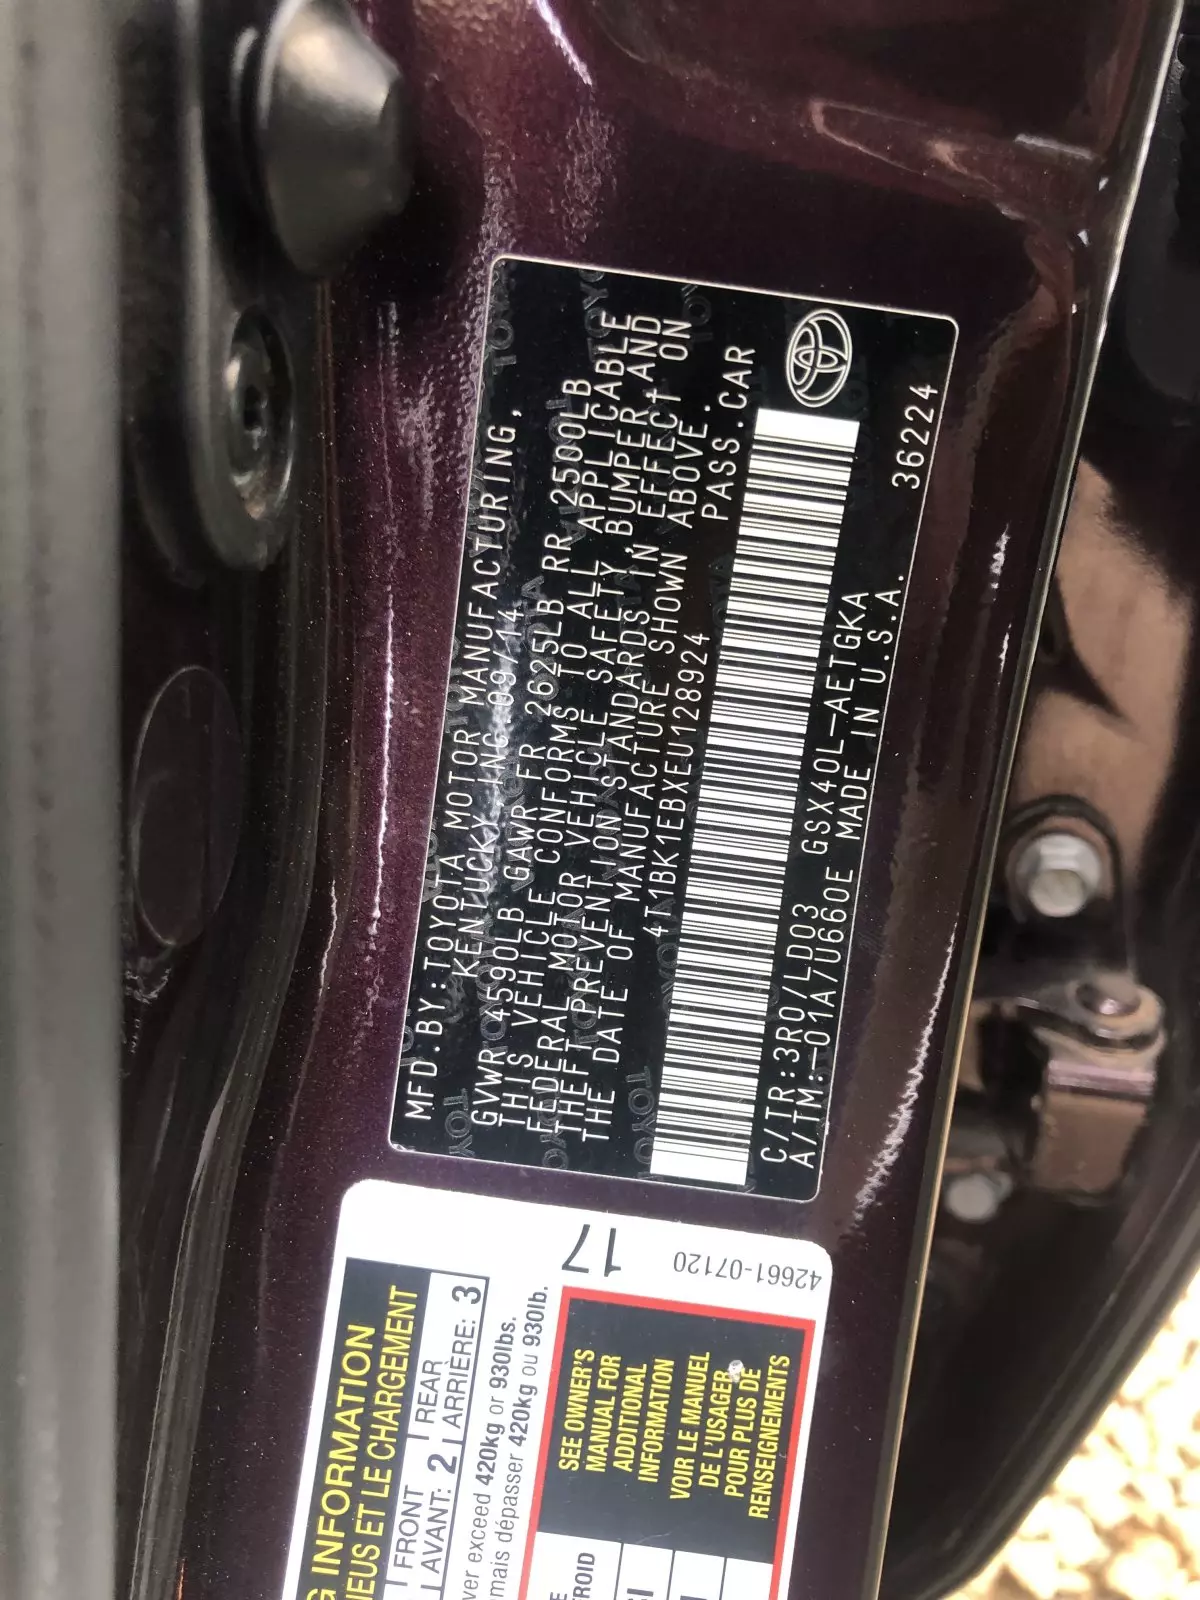 MFD.BY:TOYOTA MOTOR MANUFACTURING,
KENTUCKY,INC. 09/14
GVWR 4590LB GAWR FR 2625LB RR 2500LB
THIS VEHICLE CONFORMS TO ALL APPLICABLE
FEDERAL MOTOR VEHICLE SAFETY,BUMPER,AND
THEFT PREVENTION STANDARDS IN EFFECT ON
THE DATE OF MANUFACTURE SHOWN ABOVE.
4T1BK1EBXEU128924 PASS.CAR
C/TR:3R0/LD03 GSX40L-AETGKA
A/TM:-01A/U660E MADE IN U.S.A.
36224
17
42661-07120
INFORMATION
ET LE CHARGEMENT
FRONT
AVANT: 2
REAR
ARRIÈRE: 3
exceed 420kg or 930lbs.
dépasser 420kg ou 930lb.
SEE OWNER'S
MANUAL FOR
ADDITIONAL
INFORMATION
VOIR LE MANUEL
DE L'USAGER
POUR PLUS DE
RENSEIGNEMENTS